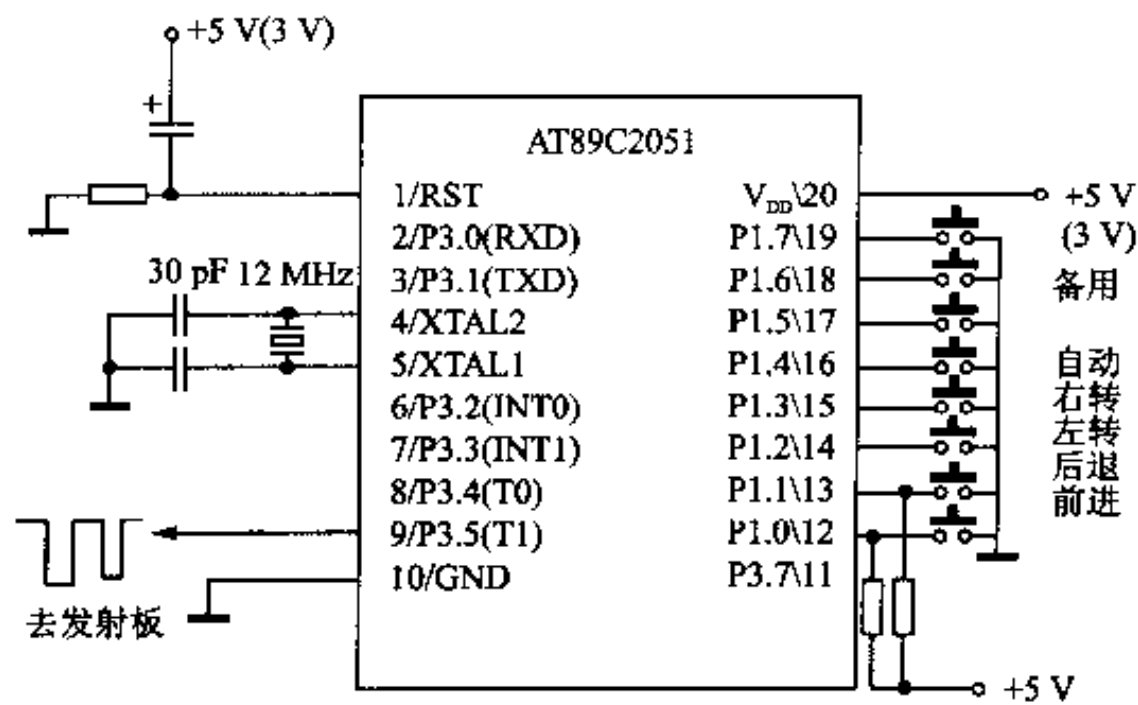 +5 V(3 V)
AT89C2051
1/RST
V_DD\20
+5 V
(3 V)
2/P3.0(RXD)
P1.7\19
30 pF 12 MHz
3/P3.1(TXD)
P1.6\18
备用
4/XTAL2
P1.5\17
5/XTAL1
P1.4\16
自动
6/P3.2(INT0)
P1.3\15
右转
7/P3.3(INT1)
P1.2\14
左转
后退
8/P3.4(T0)
P1.1\13
前进
9/P3.5(T1)
P1.0\12
10/GND
P3.7\11
去发射板
+5 V